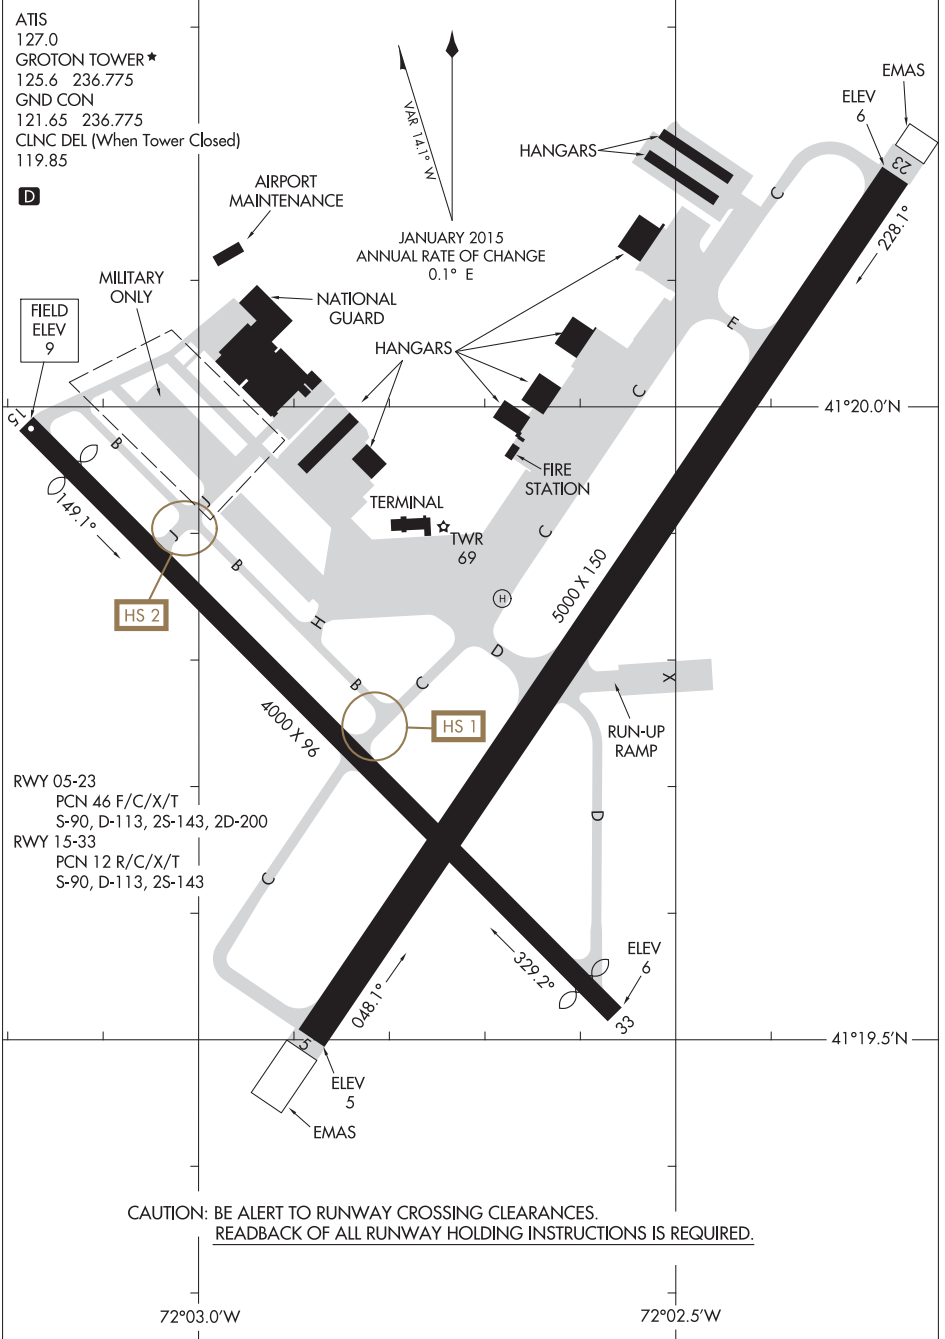 ATIS
127.0
GROTON TOWER★
125.6 236.775
GND CON
121.65 236.775
CLNC DEL (When Tower Closed)
119.85
D
VAR 14.1° W
JANUARY 2015
ANNUAL RATE OF CHANGE
0.1° E
EMAS
ELEV
6
23
228.1°
HANGARS
C
AIRPORT
MAINTENANCE
MILITARY
ONLY
NATIONAL
GUARD
HANGARS
FIELD
ELEV
9
E
C
41°20.0'N
15
B
149.1°
J
J
HS 2
B
FIRE
STATION
TERMINAL
TWR
69
C
H
5000 X 150
H
D
B
C
X
RUN-UP
RAMP
HS 1
4000 X 96
RWY 05-23
PCN 46 F/C/X/T
S-90, D-113, 2S-143, 2D-200
RWY 15-33
PCN 12 R/C/X/T
S-90, D-113, 2S-143
D
C
048.1°
329.2°
ELEV
6
33
41°19.5'N
5
ELEV
5
EMAS
CAUTION: BE ALERT TO RUNWAY CROSSING CLEARANCES.
READBACK OF ALL RUNWAY HOLDING INSTRUCTIONS IS REQUIRED.
72°03.0'W
72°02.5'W